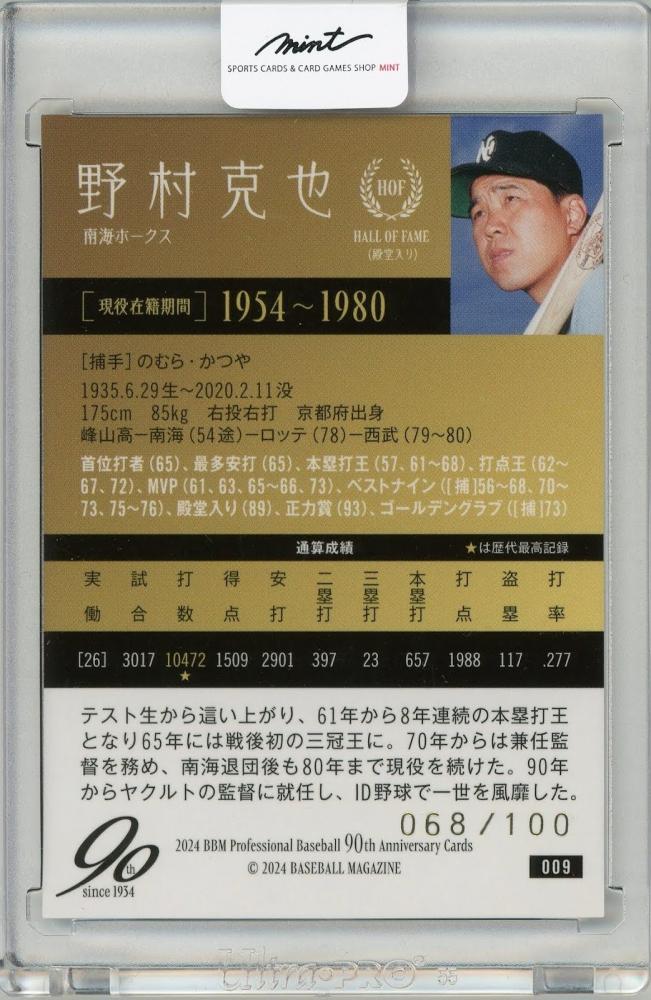 mint
SPORTS CARDS & CARD GAMES SHOP MINT
野村克也
南海ホークス
HOF
HALL OF FAME
(殿堂入り)
[現役在籍期間] 1954～1980
[捕手]のむら・かつや
1935.6.29生～2020.2.11没
175cm 85kg 右投右打 京都府出身
峰山高－南海(54途)－ロッテ(78)－西武(79～80)
首位打者(65)、最多安打(65)、本塁打王(57、61～68)、打点王(62～
67、72)、MVP(61、63、65～66、73)、ベストナイン([捕]56～68、70～
73、75～76)、殿堂入り(89)、正力賞(93)、ゴールデングラブ([捕]73)
通算成績 ★は歴代最高記録
実働 試合 打数 得点 安打 二塁打 三塁打 本塁打 打点 盗塁 打率
[26] 3017 10472 1509 2901 397 23 657 1988 117 .277
★
テスト生から這い上がり、61年から8年連続の本塁打王
となり65年には戦後初の三冠王に。70年からは兼任監
督を務め、南海退団後も80年まで現役を続けた。90年
からヤクルトの監督に就任し、ID野球で一世を風靡した。
068/100
90th
since 1934
2024 BBM Professional Baseball 90th Anniversary Cards
© 2024 BASEBALL MAGAZINE
009
Ultra·PRO